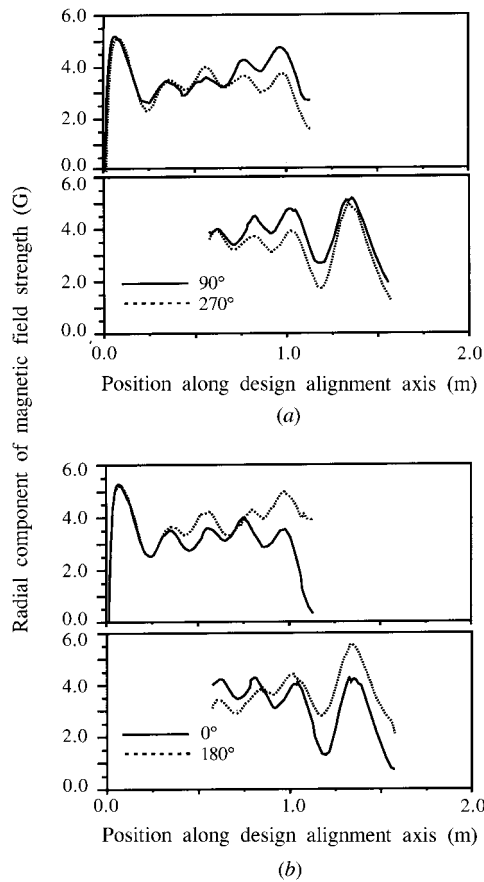 Radial component of magnetic field strength (G)
6.0
4.0
2.0
0.0
6.0
4.0
2.0
0.0
90°
270°
0.0 1.0 2.0
Position along design alignment axis (m)
(a)
6.0
4.0
2.0
0.0
6.0
4.0
2.0
0.0
0°
180°
0.0 1.0 2.0
Position along design alignment axis (m)
(b)